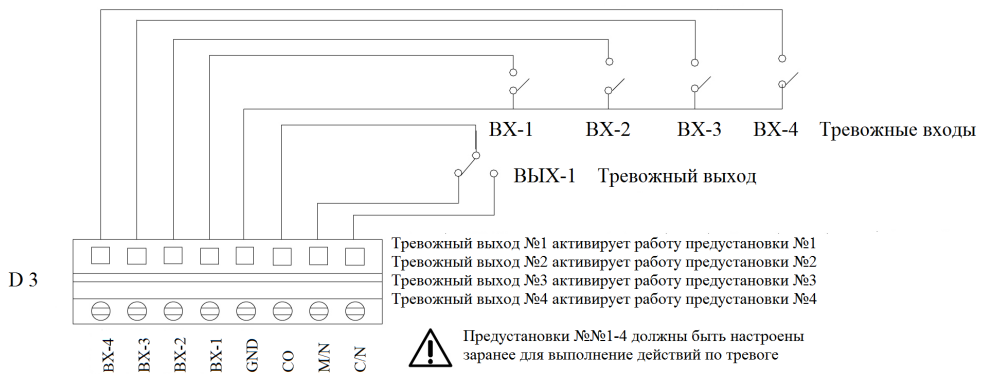 ВХ-1 ВХ-2 ВХ-3 ВХ-4 Тревожные входы
ВЫХ-1 Тревожный выход
Тревожный выход №1 активирует работу предустановки №1
Тревожный выход №2 активирует работу предустановки №2
D 3
Тревожный выход №3 активирует работу предустановки №3
Тревожный выход №4 активирует работу предустановки №4
Предустановки №№1-4 должны быть настроены
заранее для выполнение действий по тревоге
ВХ-4
ВХ-3
ВХ-2
ВХ-1
GND
CO
M/N
C/N